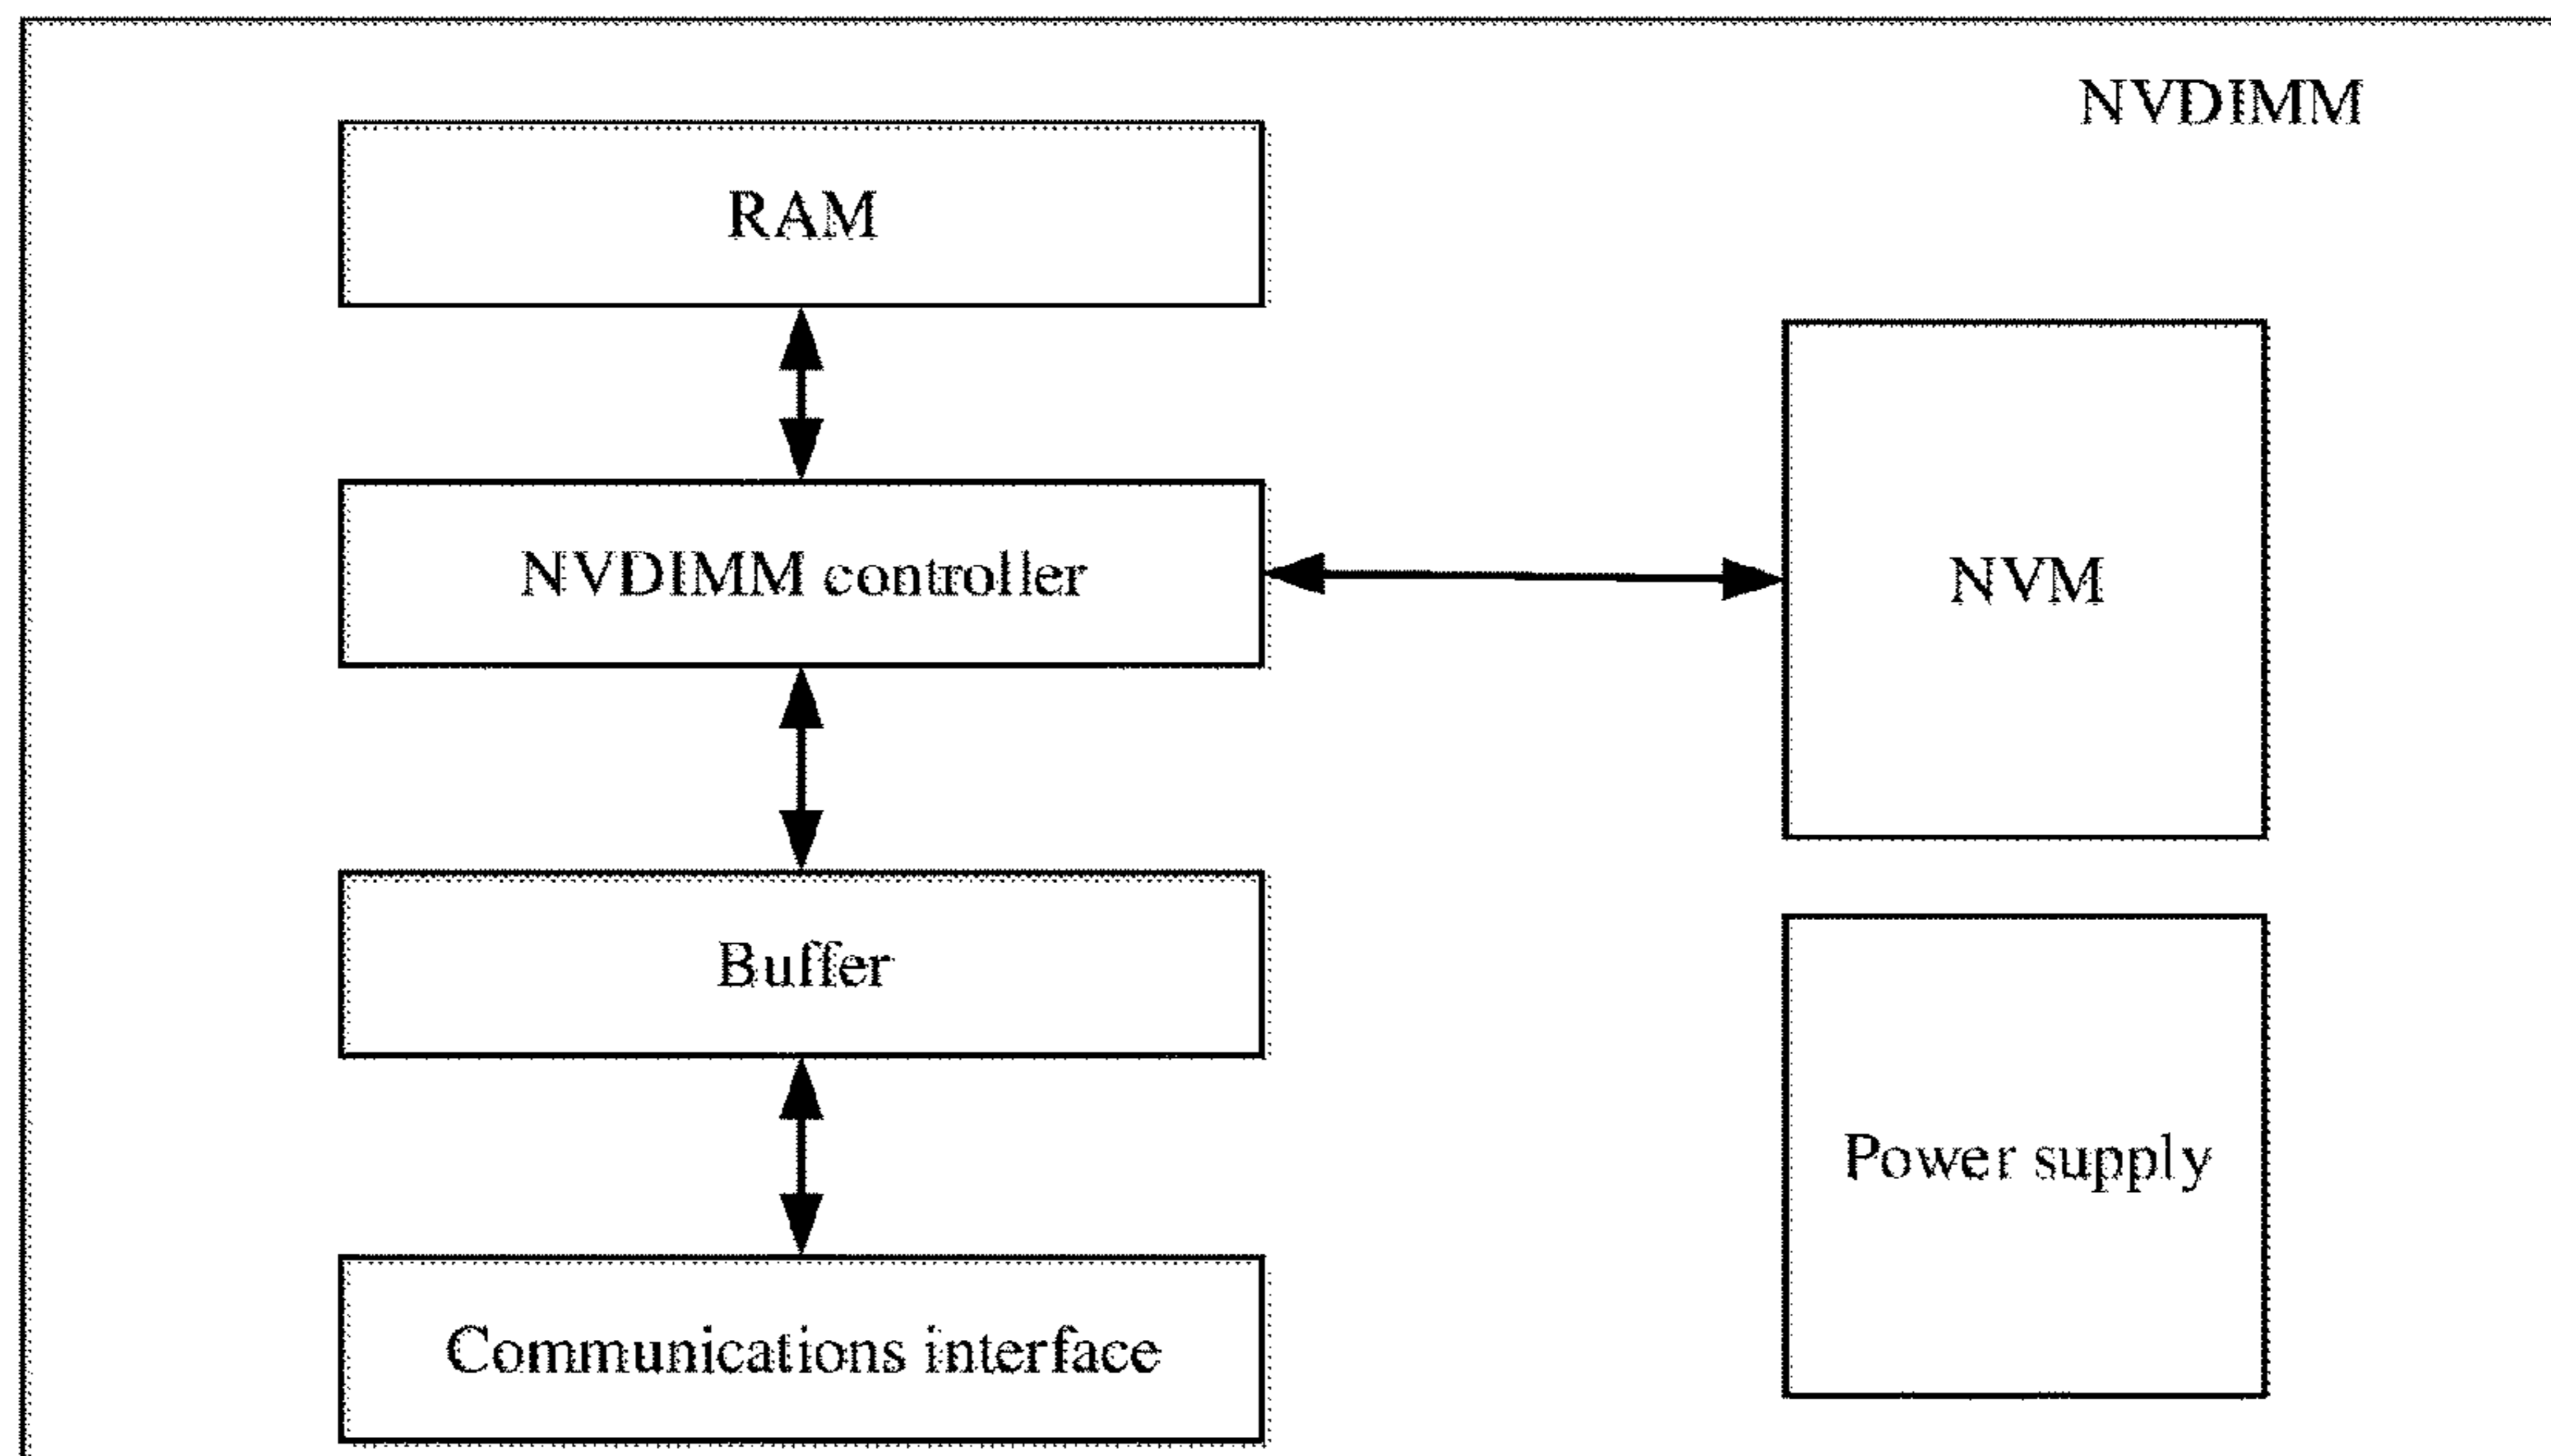 NVDIMM
RAM
NVDIMM controller
NVM
Buffer
Power supply
Communications interface